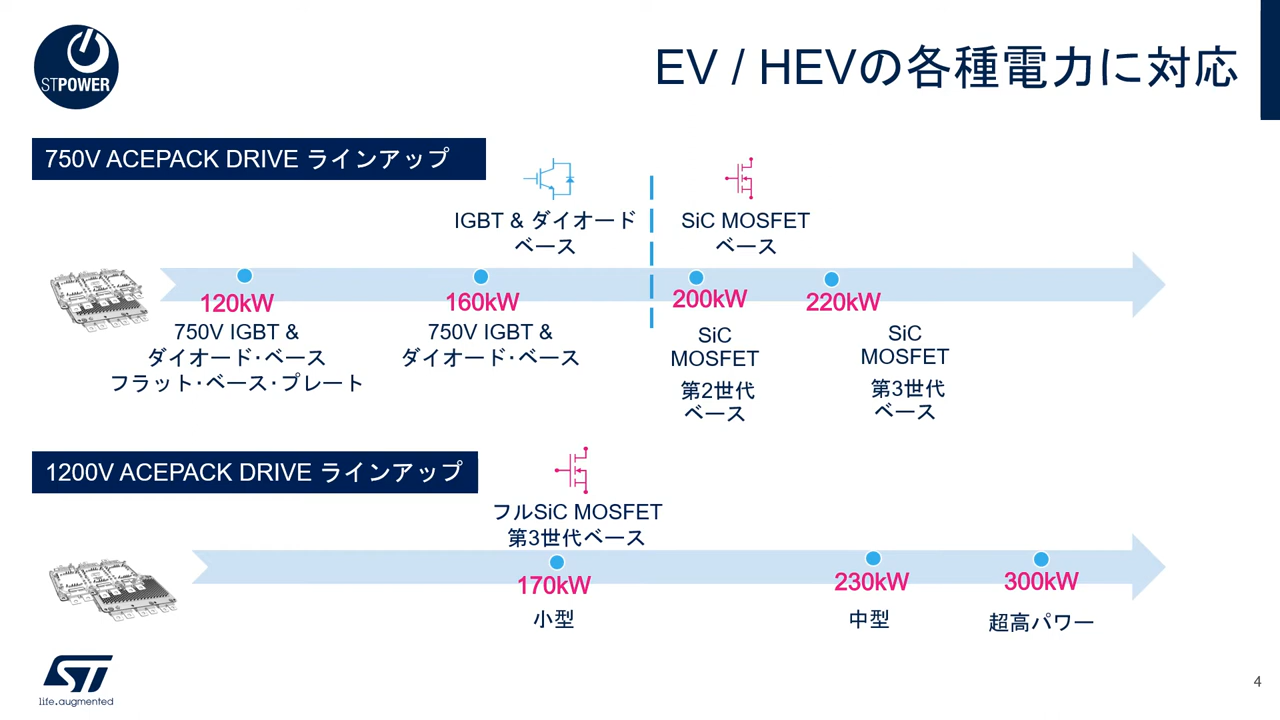 STPOWER
EV / HEVの各種電力に対応
750V ACEPACK DRIVE ラインアップ
IGBT & ダイオード
ベース
SiC MOSFET
ベース
120kW
160kW
200kW
220kW
750V IGBT &
ダイオード・ベース
フラット・ベース・プレート
750V IGBT &
ダイオード・ベース
SiC
MOSFET
第2世代
ベース
SiC
MOSFET
第3世代
ベース
1200V ACEPACK DRIVE ラインアップ
フルSiC MOSFET
第3世代ベース
170kW
230kW
300kW
小型
中型
超高パワー
ST
life.augmented
4